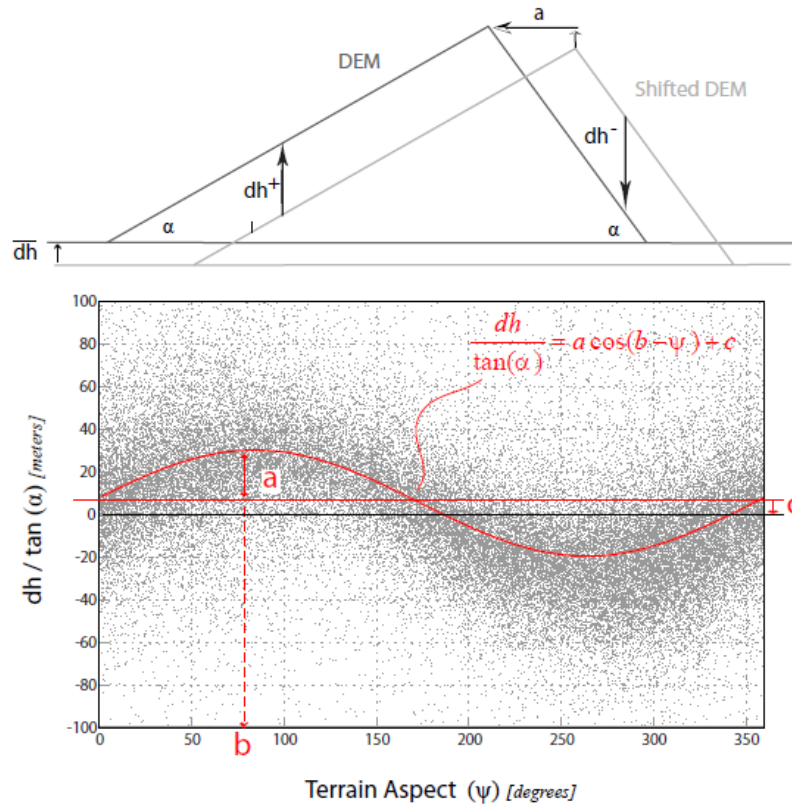 a
DEM
Shifted DEM
dh⁺
dh⁻
α
α
d̅h̅
100
80
60
40
20
0
-20
-40
-60
-80
-100
dh / tan (α) [meters]
dh/tan(α) = a cos(b − ψ) + c
a
c
b
0 50 100 150 200 250 300 350
Terrain Aspect (ψ) [degrees]